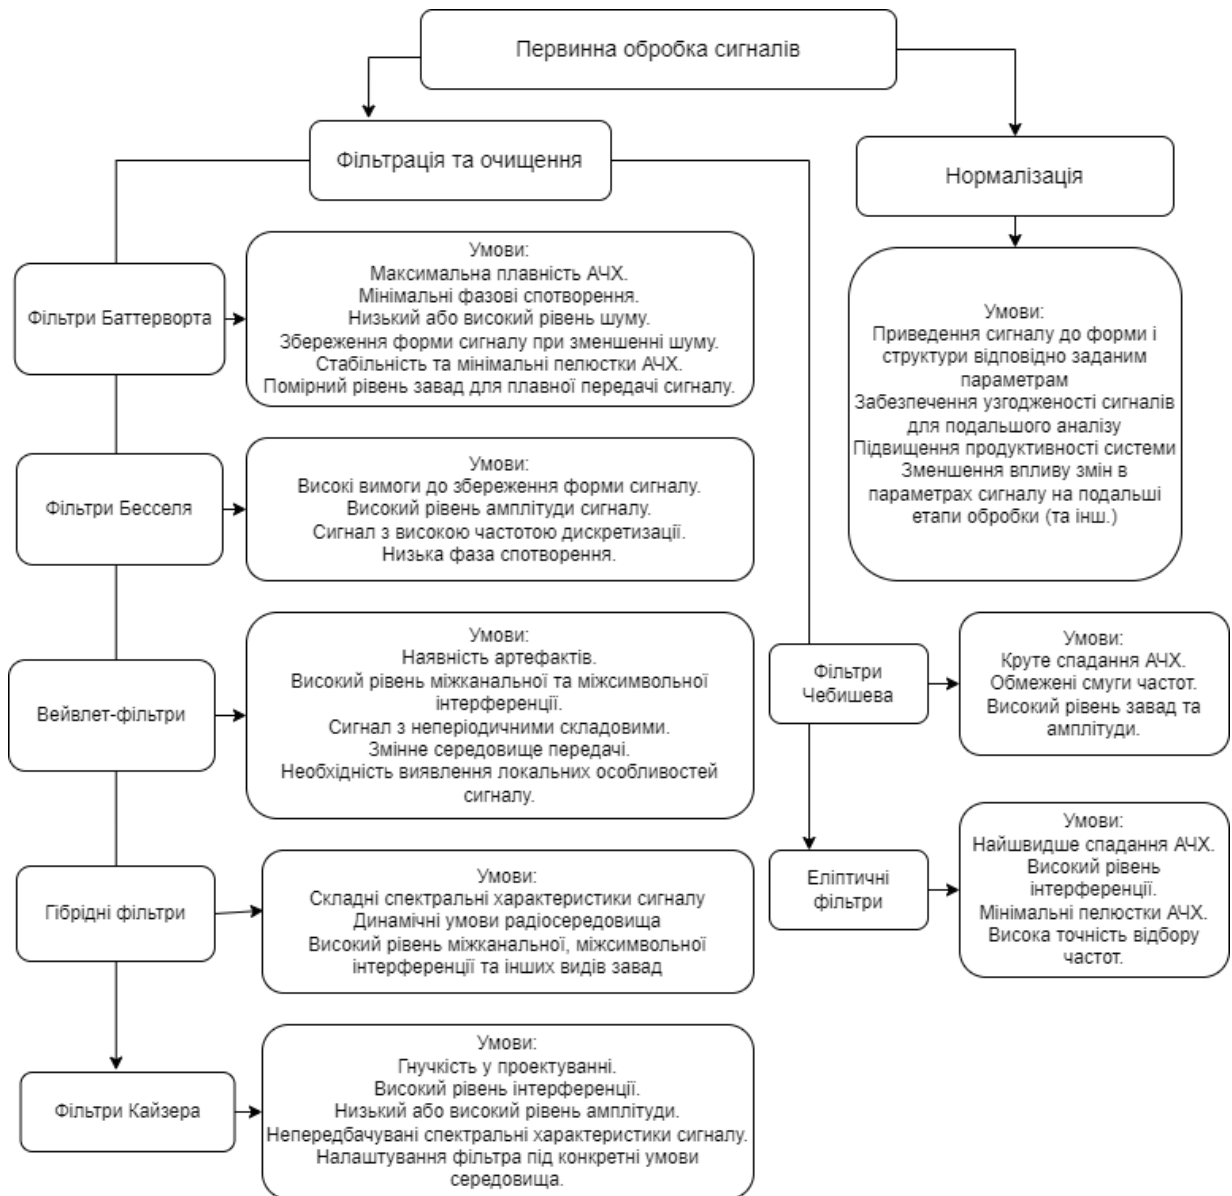 Первинна обробка сигналів
Фільтрація та очищення
Нормалізація
Фільтри Баттерворта
Умови:
Максимальна плавність АЧХ.
Мінімальні фазові спотворення.
Низький або високий рівень шуму.
Збереження форми сигналу при зменшенні шуму.
Стабільність та мінімальні пелюстки АЧХ.
Помірний рівень завад для плавної передачі сигналу.
Умови:
Приведення сигналу до форми і
структури відповідно заданим
параметрам
Забезпечення узгодженості сигналів
для подальшого аналізу
Підвищення продуктивності системи
Зменшення впливу змін в
параметрах сигналу на подальші
етапи обробки (та інш.)
Фільтри Бесселя
Умови:
Високі вимоги до збереження форми сигналу.
Високий рівень амплітуди сигналу.
Сигнал з високою частотою дискретизації.
Низька фаза спотворення.
Вейвлет-фільтри
Умови:
Наявність артефактів.
Високий рівень міжканальної та міжсимвольної
інтерференції.
Сигнал з неперіодичними складовими.
Змінне середовище передачі.
Необхідність виявлення локальних особливостей
сигналу.
Фільтри
Чебишева
Умови:
Круте спадання АЧХ.
Обмежені смуги частот.
Високий рівень завад та
амплітуди.
Гібрідні фільтри
Умови:
Складні спектральні характеристики сигналу
Динамічні умови радіосередовища
Високий рівень міжканальної, міжсимвольної
інтерференції та інших видів завад
Еліптичні
фільтри
Умови:
Найшвидше спадання АЧХ.
Високий рівень
інтерференції.
Мінімальні пелюстки АЧХ.
Висока точність відбору
частот.
Фільтри Кайзера
Умови:
Гнучкість у проектуванні.
Високий рівень інтерференції.
Низький або високий рівень амплітуди.
Непередбачувані спектральні характеристики сигналу.
Налаштування фільтра під конкретні умови
середовища.